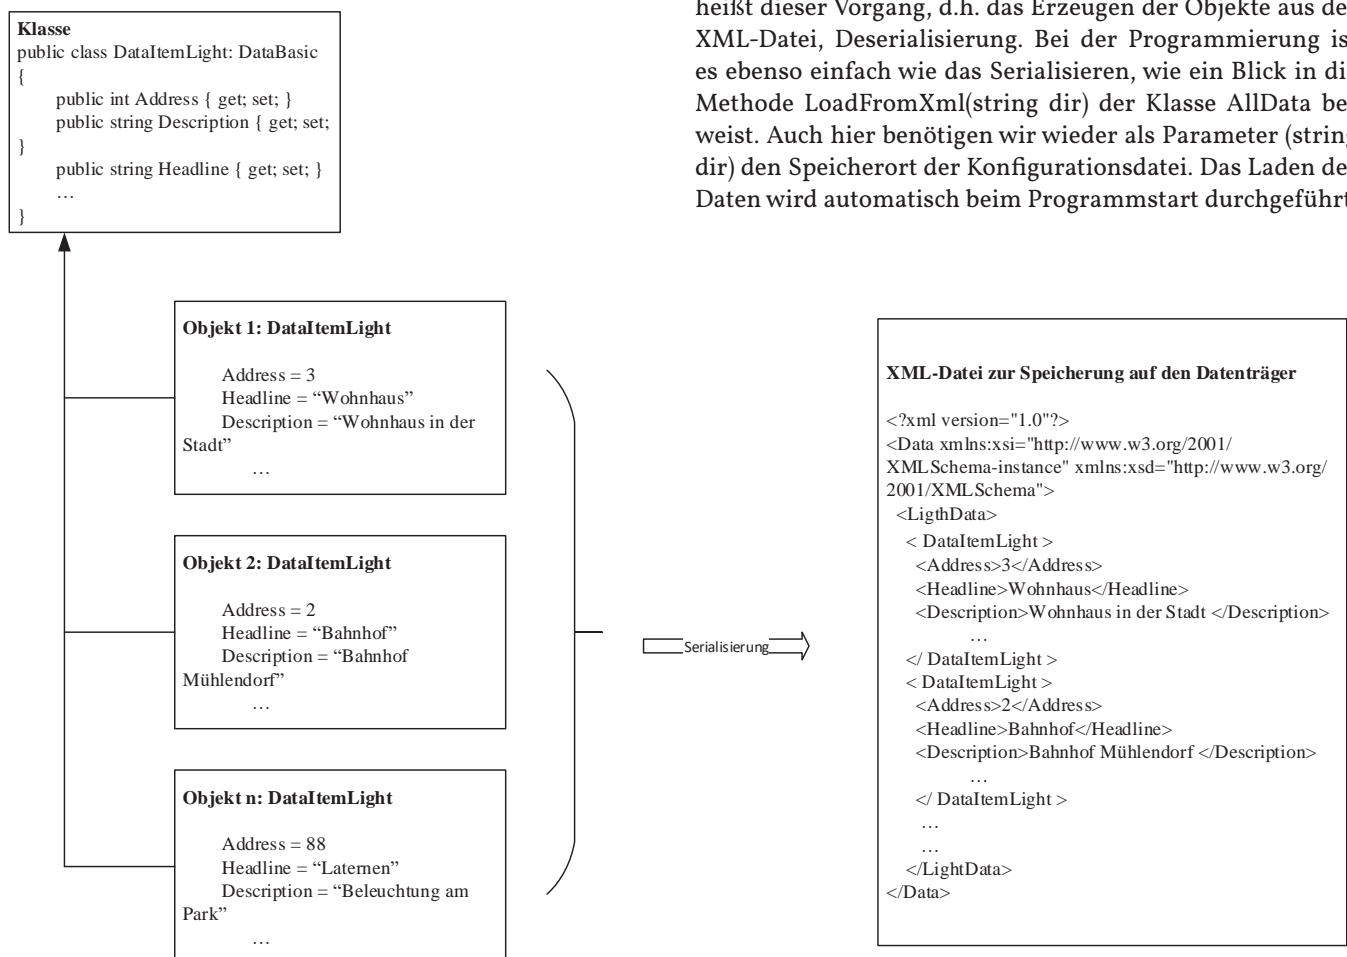 heißt dieser Vorgang, d.h. das Erzeugen der Objekte aus de
XML-Datei, Deserialisierung. Bei der Programmierung is
es ebenso einfach wie das Serialisieren, wie ein Blick in di
Methode LoadFromXml(string dir) der Klasse AllData be
weist. Auch hier benötigen wir wieder als Parameter (string
dir) den Speicherort der Konfigurationsdatei. Das Laden de
Daten wird automatisch beim Programmstart durchgeführt
Klasse
public class DataItemLight: DataBasic
{
public int Address { get; set; }
public string Description { get; set;
}
public string Headline { get; set; }
…
}
Objekt 1: DataItemLight
Address = 3
Headline = “Wohnhaus”
Description = “Wohnhaus in der
Stadt”
…
Objekt 2: DataItemLight
Address = 2
Headline = “Bahnhof”
Description = “Bahnhof
Mühlendorf”
…
Objekt n: DataItemLight
Address = 88
Headline = “Laternen”
Description = “Beleuchtung am
Park”
…
Serialisierung
XML-Datei zur Speicherung auf den Datenträger
<?xml version="1.0"?>
<Data xmlns:xsi="http://www.w3.org/2001/
XMLSchema-instance" xmlns:xsd="http://www.w3.org/
2001/XMLSchema">
<LigthData>
< DataItemLight >
<Address>3</Address>
<Headline>Wohnhaus</Headline>
<Description>Wohnhaus in der Stadt </Description>
…
</ DataItemLight >
< DataItemLight >
<Address>2</Address>
<Headline>Bahnhof</Headline>
<Description>Bahnhof Mühlendorf </Description>
…
</ DataItemLight >
…
…
</LightData>
</Data>